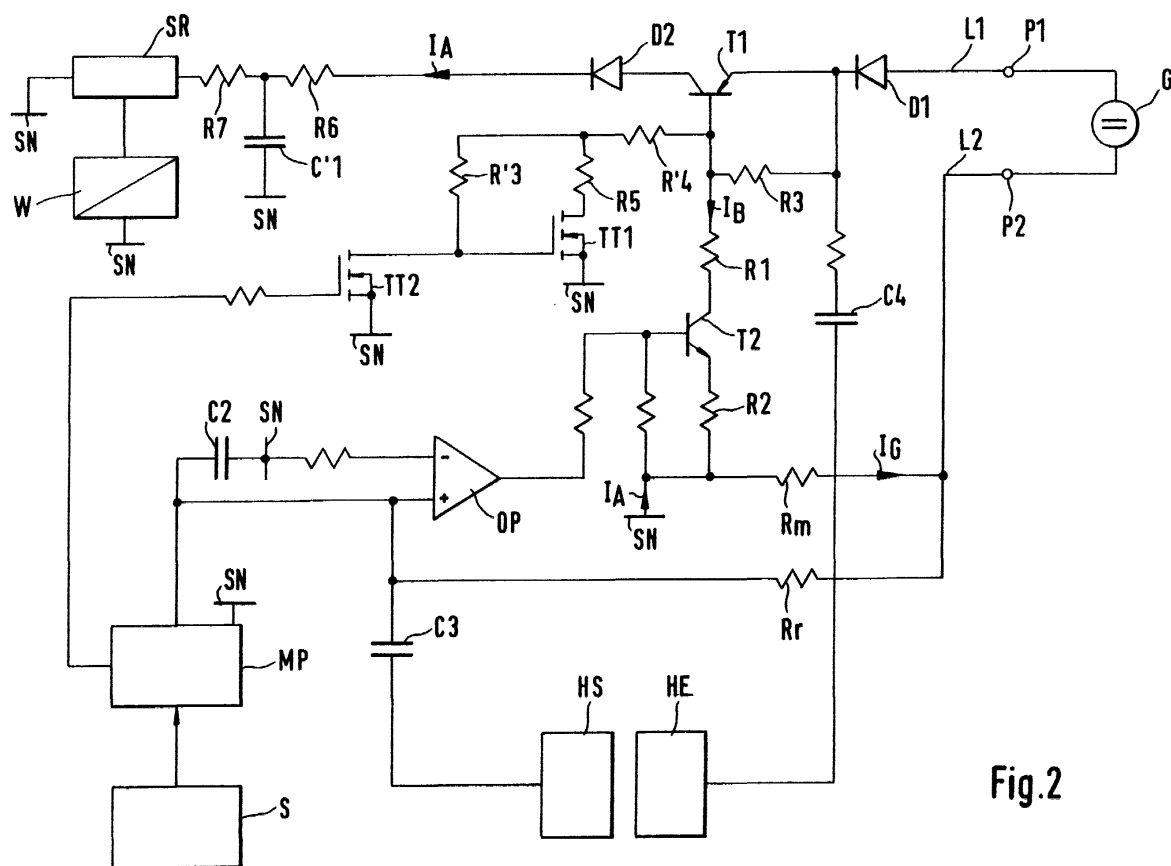 SR
IA
D2
T1
L1
P1
G
SN
R7
R6
D1
C'1
R'3
R5
R'4
R3
L2
P2
W
SN
SN
IB
TT1
R1
SN
TT2
C4
T2
SN
C2
SN
R2
-
+
OP
IA
SN
Rm
IG
SN
Rr
MP
C3
HS
HE
S
Fig.2